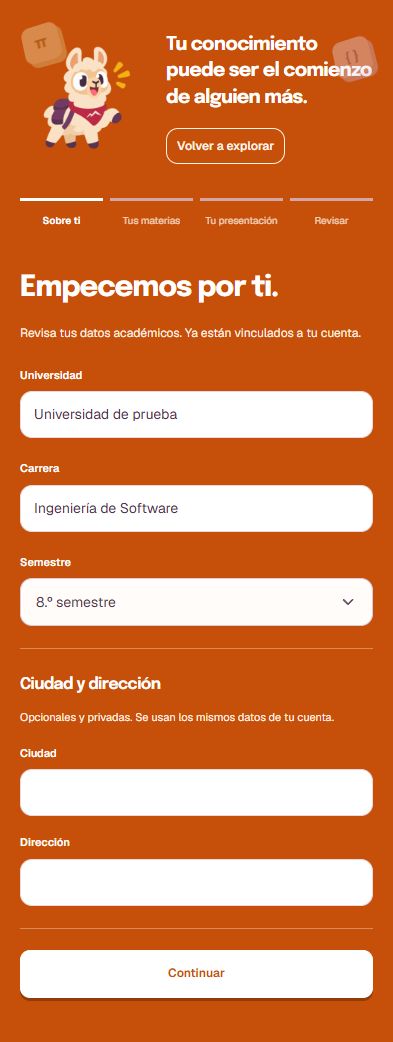 π
Tu conocimiento
puede ser el comienzo
de alguien más.
{}
Volver a explorar
Sobre ti
Tus materias
Tu presentación
Revisar
Empecemos por ti.
Revisa tus datos académicos. Ya están vinculados a tu cuenta.
Universidad
Universidad de prueba
Carrera
Ingeniería de Software
Semestre
8.º semestre
Ciudad y dirección
Opcionales y privadas. Se usan los mismos datos de tu cuenta.
Ciudad
Dirección
Continuar